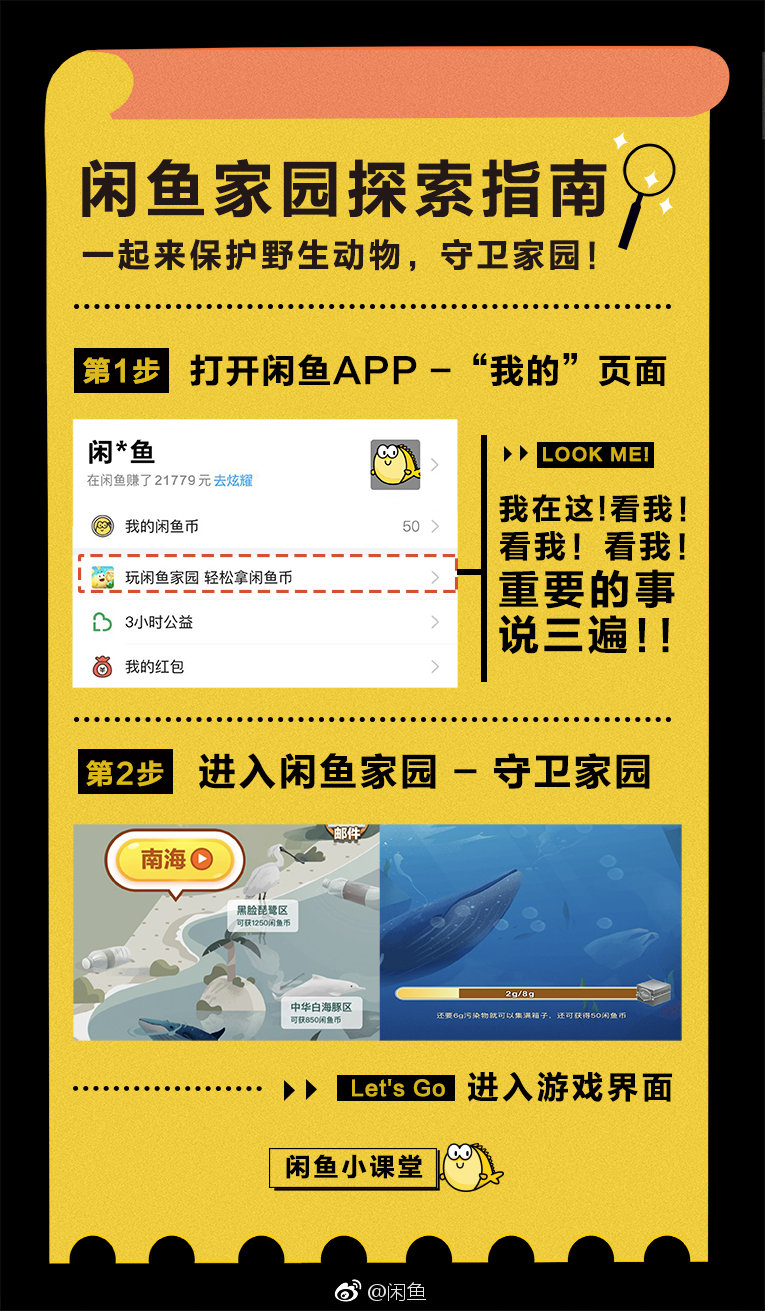 闲鱼家园探索指南
一起来保护野生动物，守卫家园！
第1步 打开闲鱼APP – “我的”页面
闲*鱼
在闲鱼赚了21779元 去炫耀
我的闲鱼币 50
玩闲鱼家园 轻松拿闲鱼币
3小时公益
我的红包
LOOK ME!
我在这!看我!
看我! 看我!
重要的事
说三遍!!
第2步 进入闲鱼家园 – 守卫家园
邮件
南海
黑脸琵鹭区
可获1250闲鱼币
中华白海豚区
可获850闲鱼币
2g/8g
还要6g污染物就可以集满箱子，还可获得50闲鱼币
Let's Go 进入游戏界面
闲鱼小课堂
@闲鱼